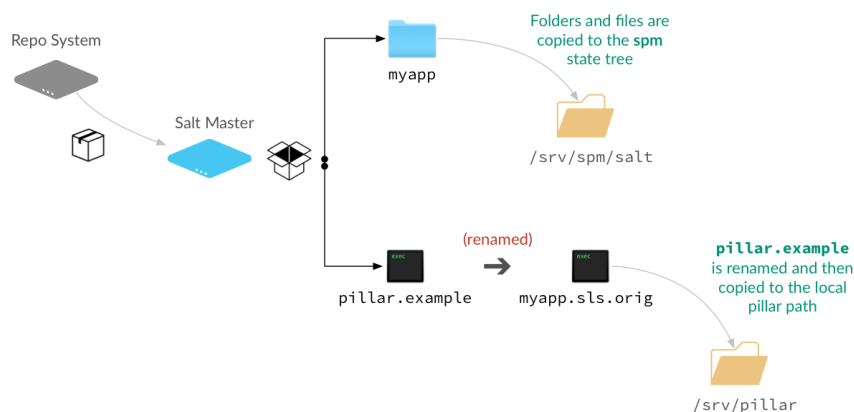 Repo System
Salt Master
myapp
Folders and files are
copied to the spm
state tree
/srv/spm/salt
exec
pillar.example
(renamed)
exec
myapp.sls.orig
pillar.example
is renamed and then
copied to the local
pillar path
/srv/pillar